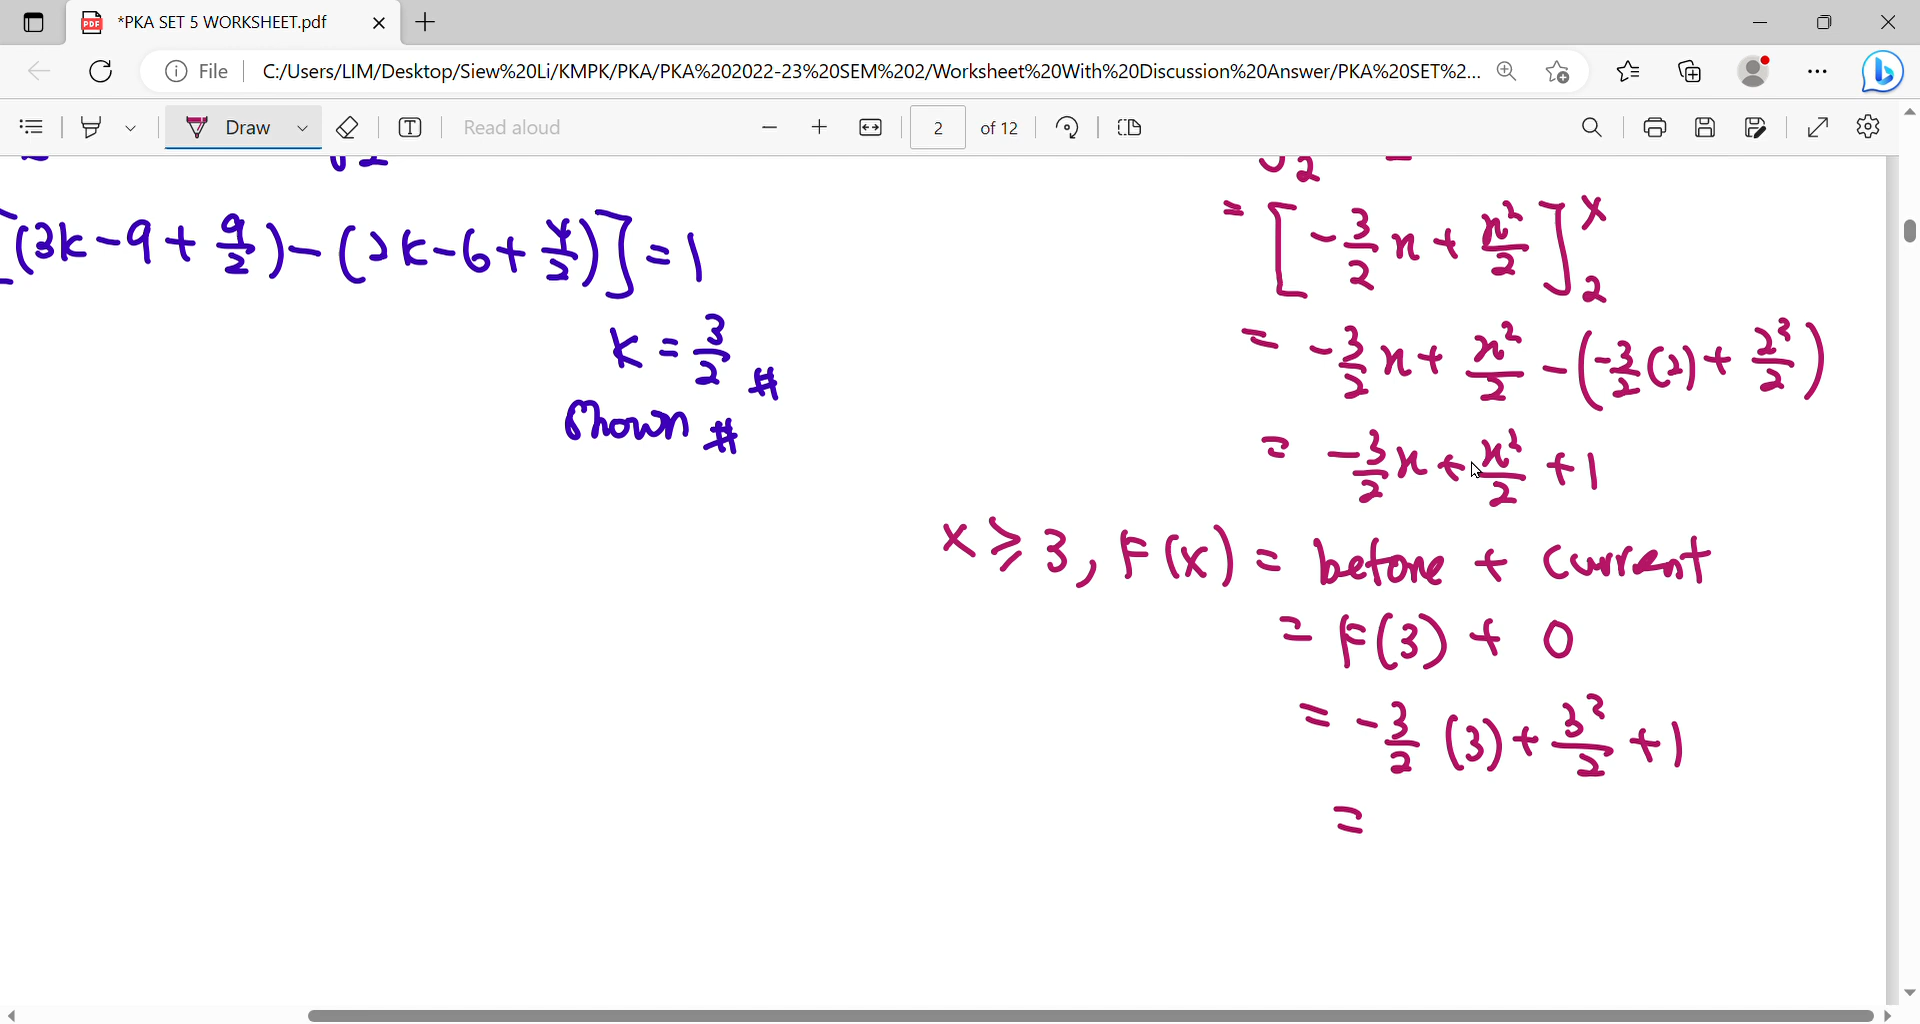 *PKA SET 5 WORKSHEET.pdf
File C:/Users/LIM/Desktop/Siew%20Li/KMPK/PKA/PKA%202022-23%20SEM%202/Worksheet%20With%20Discussion%20Answer/PKA%20SET%2...
Draw Read aloud 2 of 12
[(3k-9+9/2)-(2k-6+4/2)]=1
k = 3/2 #
shown #
= [-3/2 x + x²/2]ˣ₂
= -3/2 x + x²/2 - (-3/2 (2) + 2²/2)
= -3/2 x + x²/2 + 1
x ≥ 3, F(x) = before + current
= F(3) + 0
= -3/2 (3) + 3²/2 + 1
=